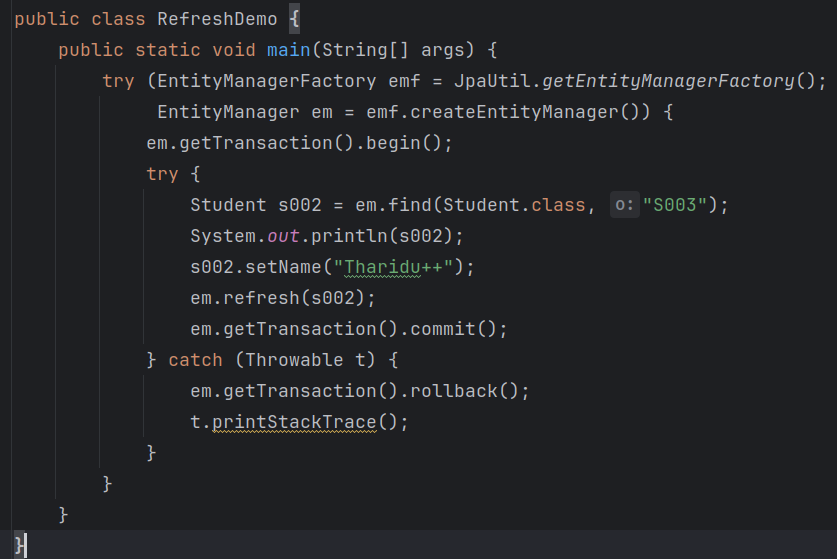 public class RefreshDemo {
    public static void main(String[] args) {
        try (EntityManagerFactory emf = JpaUtil.getEntityManagerFactory();
             EntityManager em = emf.createEntityManager()) {
            em.getTransaction().begin();
            try {
                Student s002 = em.find(Student.class, o: "S003");
                System.out.println(s002);
                s002.setName("Tharidu++");
                em.refresh(s002);
                em.getTransaction().commit();
            } catch (Throwable t) {
                em.getTransaction().rollback();
                t.printStackTrace();
            }
        }
    }
}